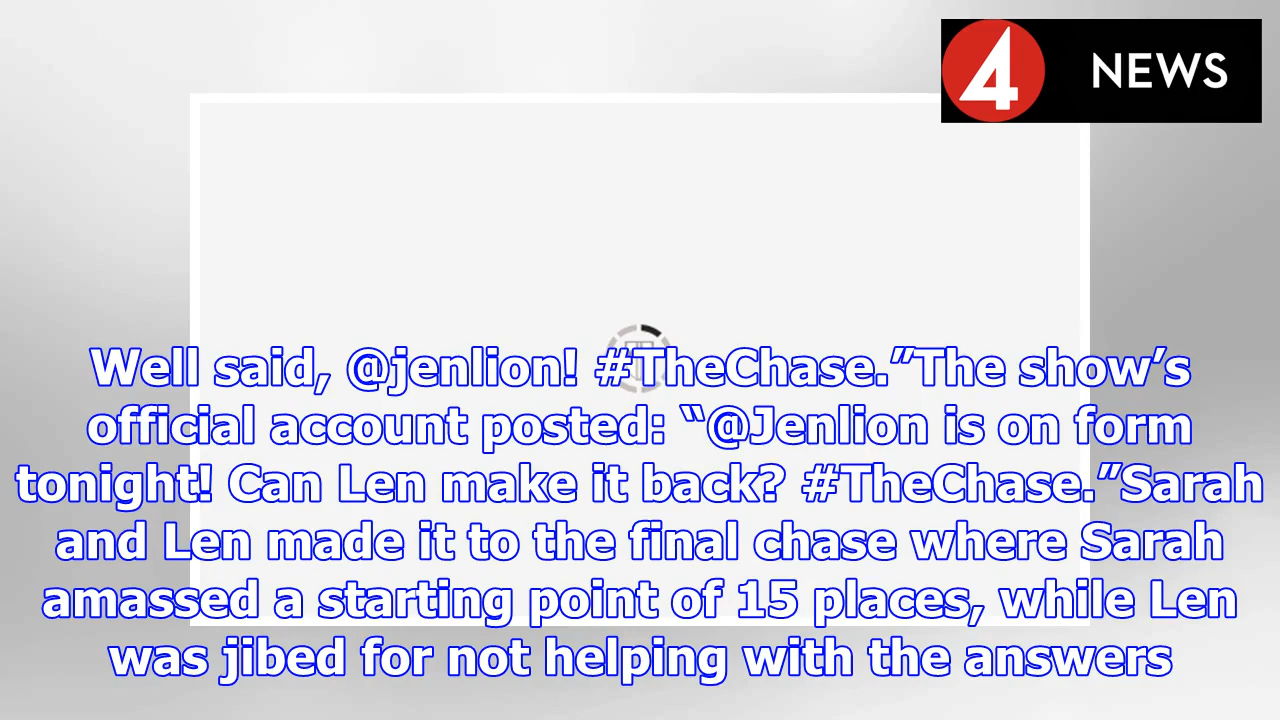 4 NEWS
Well said, @jenlion! #TheChase.”The show’s
official account posted: “@Jenlion is on form
tonight! Can Len make it back? #TheChase.”Sarah
and Len made it to the final chase where Sarah
amassed a starting point of 15 places, while Len
was jibed for not helping with the answers